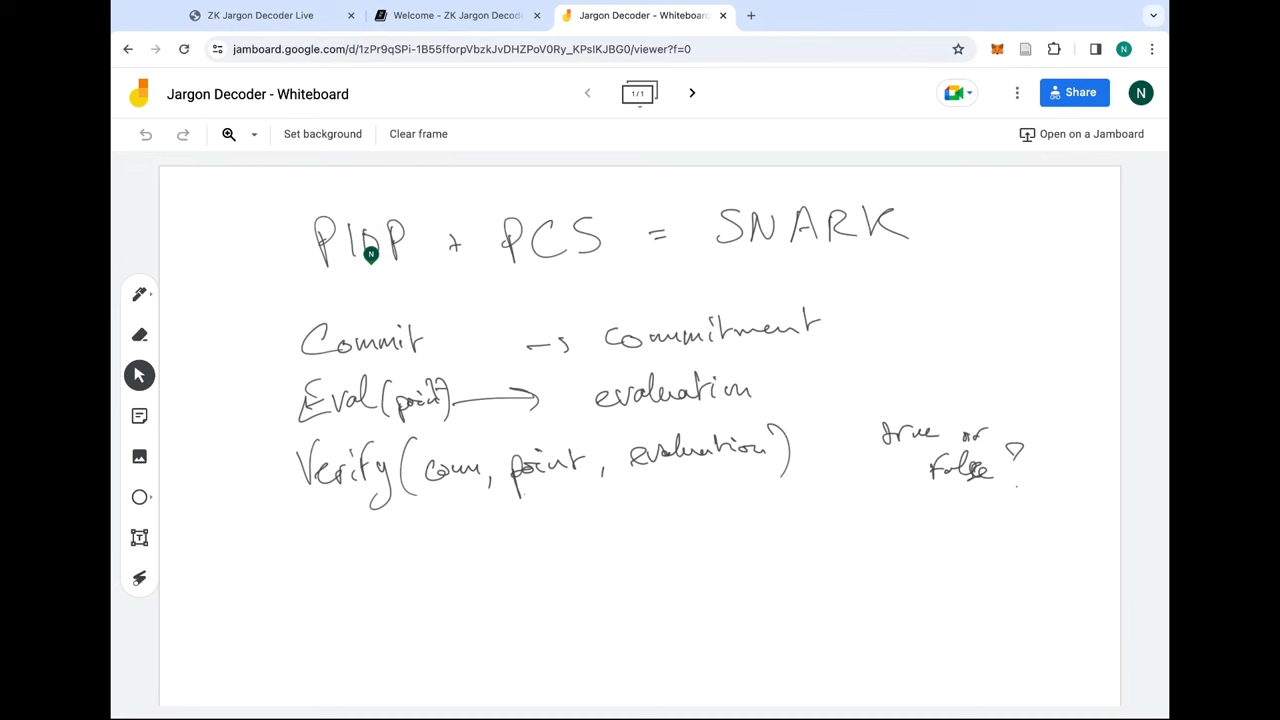 ZK Jargon Decoder Live
Welcome - ZK Jargon Decod
Jargon Decoder - Whiteboard
jamboard.google.com/d/1zPr9qSPi-1B55fforpVbzkJvDHZPoV0Ry_KPsIKJBG0/viewer?f=0
N
Jargon Decoder - Whiteboard
1/1
Share
N
Set background
Clear frame
Open on a Jamboard
PIOP + PCS = SNARK
N
Commit → commitment
Eval(point) → evaluation
Verify(com, point, evaluation) true or
False?